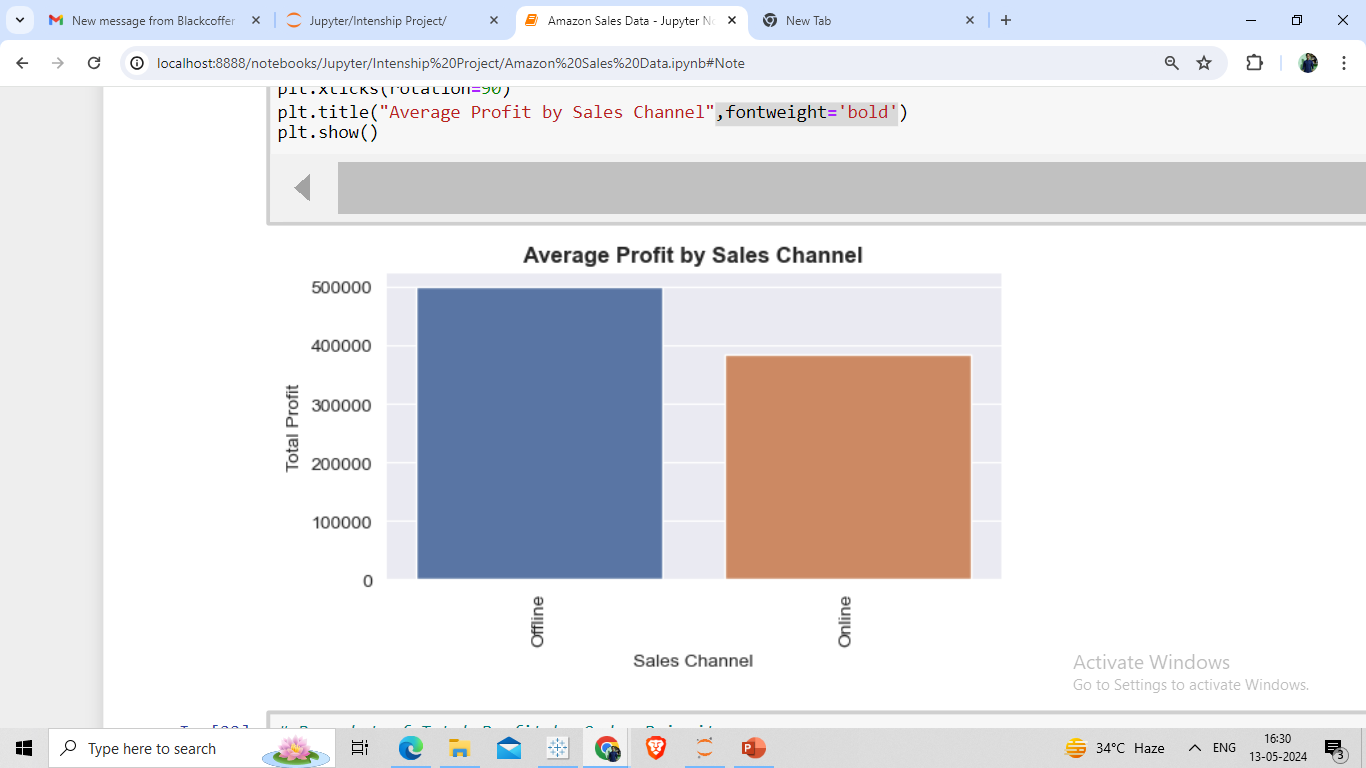 New message from Blackcoffer
Jupyter/Intenship Project/
Amazon Sales Data - Jupyter No
New Tab
localhost:8888/notebooks/Jupyter/Intenship%20Project/Amazon%20Sales%20Data.ipynb#Note
plt.xticks(rotation=90)
plt.title("Average Profit by Sales Channel",fontweight='bold')
plt.show()
Average Profit by Sales Channel
500000
400000
300000
200000
100000
0
Total Profit
Offline
Online
Sales Channel
Activate Windows
Go to Settings to activate Windows.
Type here to search
34°C Haze
ENG
16:30
13-05-2024
3